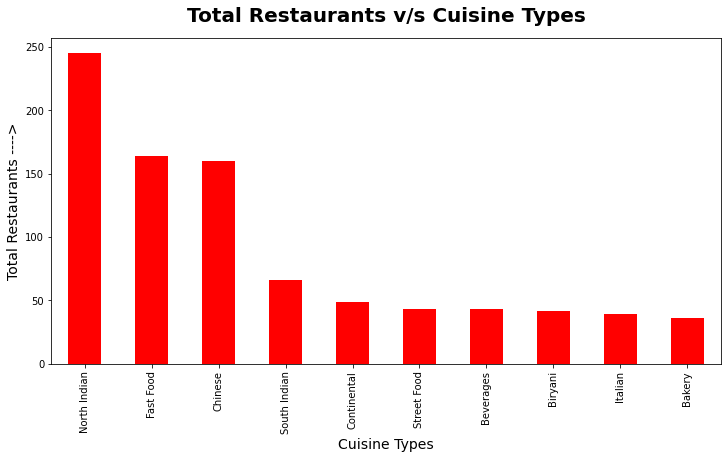 Total Restaurants v/s Cuisine Types
Total Restaurants ---->
250
200
150
100
50
0
North Indian
Fast Food
Chinese
South Indian
Continental
Street Food
Beverages
Biryani
Italian
Bakery
Cuisine Types